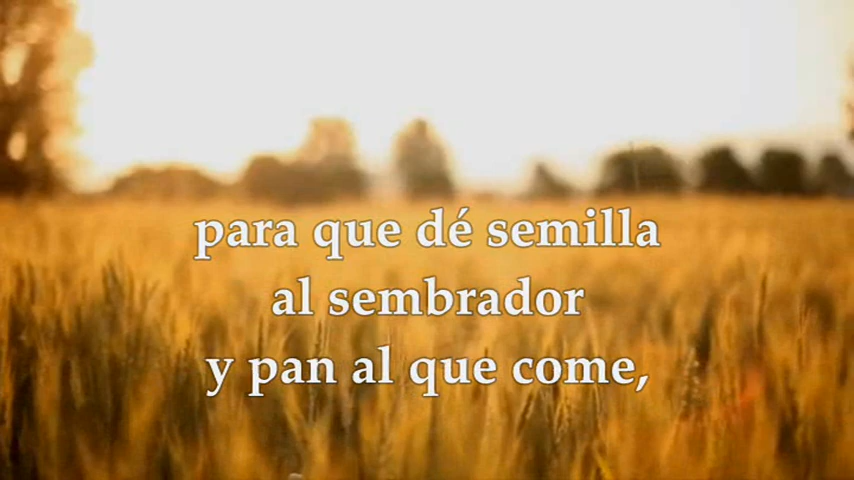 para que dé semilla
al sembrador
y pan al que come,